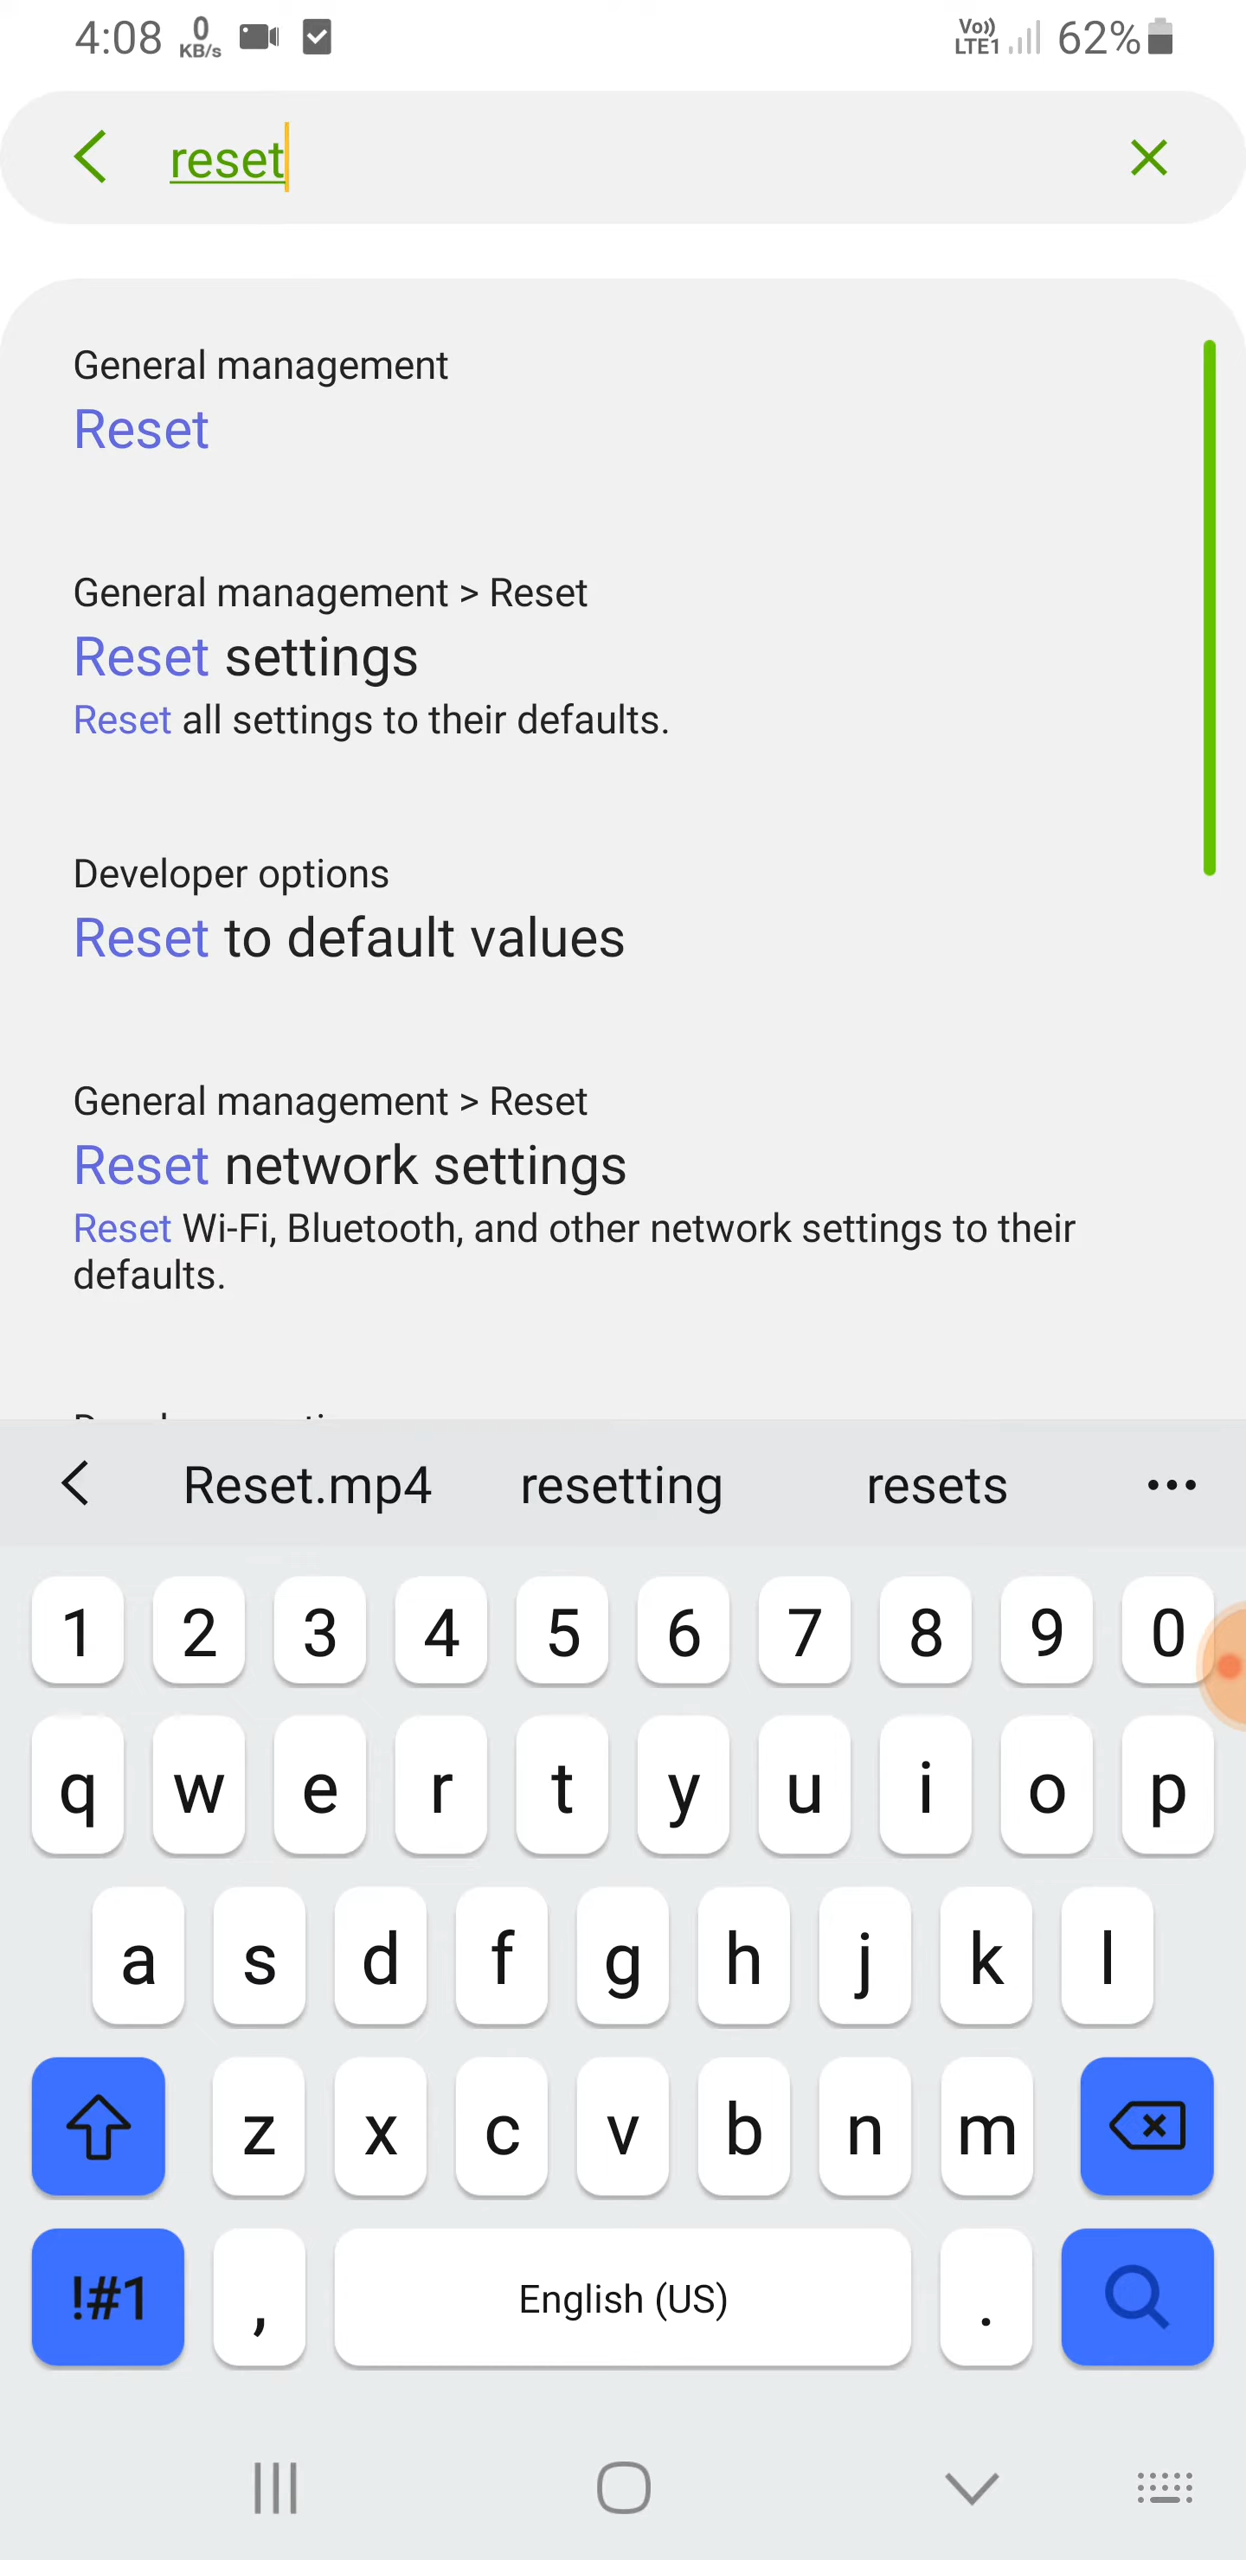 4:08 0 KB/s Vo)) LTE1 62%
reset
General management
Reset
General management > Reset
Reset settings
Reset all settings to their defaults.
Developer options
Reset to default values
General management > Reset
Reset network settings
Reset Wi-Fi, Bluetooth, and other network settings to their
defaults.
Reset.mp4 resetting resets
1 2 3 4 5 6 7 8 9 0
q w e r t y u i o p
a s d f g h j k l
z x c v b n m
!#1 , English (US) .